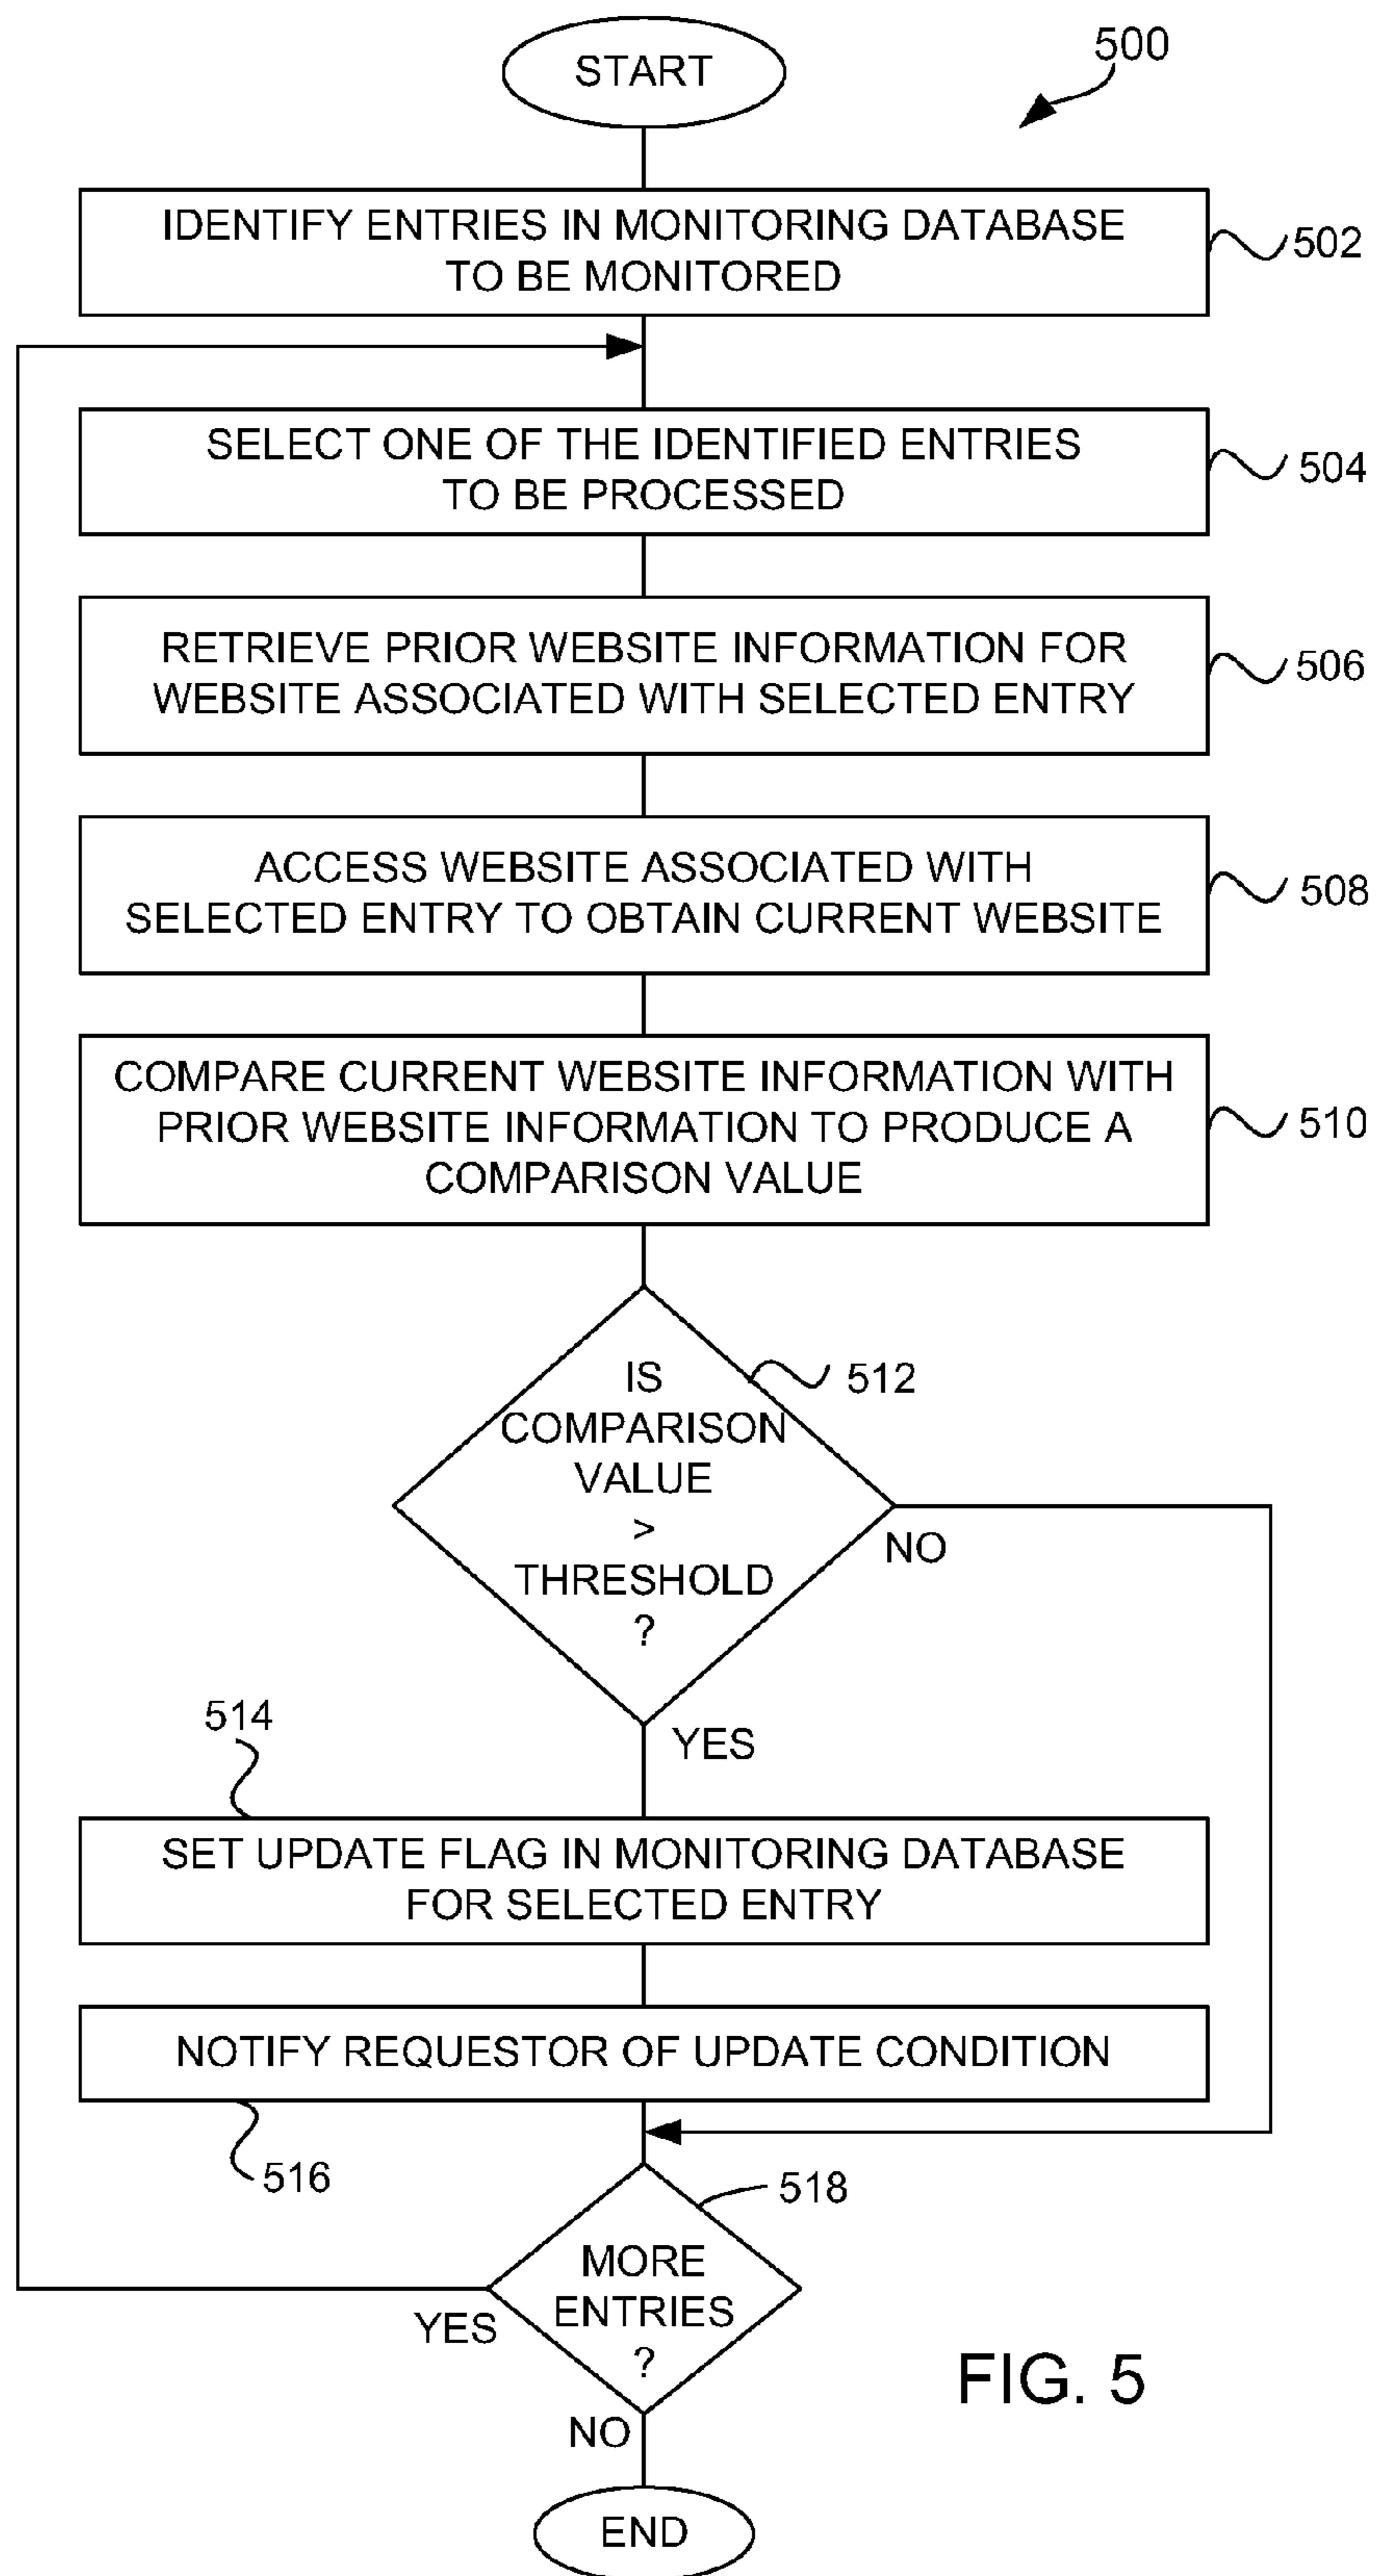 START
500
IDENTIFY ENTRIES IN MONITORING DATABASE
TO BE MONITORED
502
SELECT ONE OF THE IDENTIFIED ENTRIES
TO BE PROCESSED
504
RETRIEVE PRIOR WEBSITE INFORMATION FOR
WEBSITE ASSOCIATED WITH SELECTED ENTRY
506
ACCESS WEBSITE ASSOCIATED WITH
SELECTED ENTRY TO OBTAIN CURRENT WEBSITE
508
COMPARE CURRENT WEBSITE INFORMATION WITH
PRIOR WEBSITE INFORMATION TO PRODUCE A
COMPARISON VALUE
510
IS
COMPARISON
VALUE
>
THRESHOLD
?
512
NO
YES
514
SET UPDATE FLAG IN MONITORING DATABASE
FOR SELECTED ENTRY
NOTIFY REQUESTOR OF UPDATE CONDITION
516
518
MORE
ENTRIES
?
YES
NO
FIG. 5
END